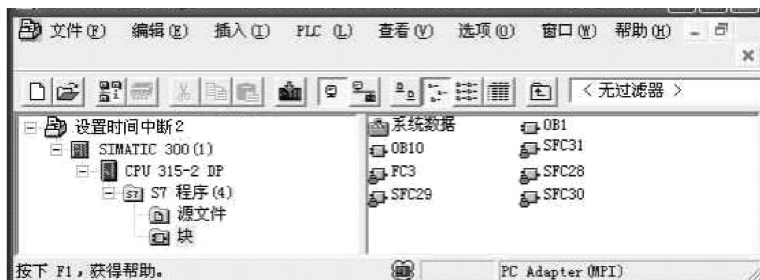 文件(F) 编辑(E) 插入(I) PLC (L) 查看(V) 选项(O) 窗口(W) 帮助(H)
< 无过滤器 >
设置时间中断2
SIMATIC 300(1)
CPU 315-2 DP
S7 程序(4)
源文件
块
系统数据 OB1
OB10 SFC31
FC3 SFC28
SFC29 SFC30
按下 F1，获得帮助。 PC Adapter(MPI)